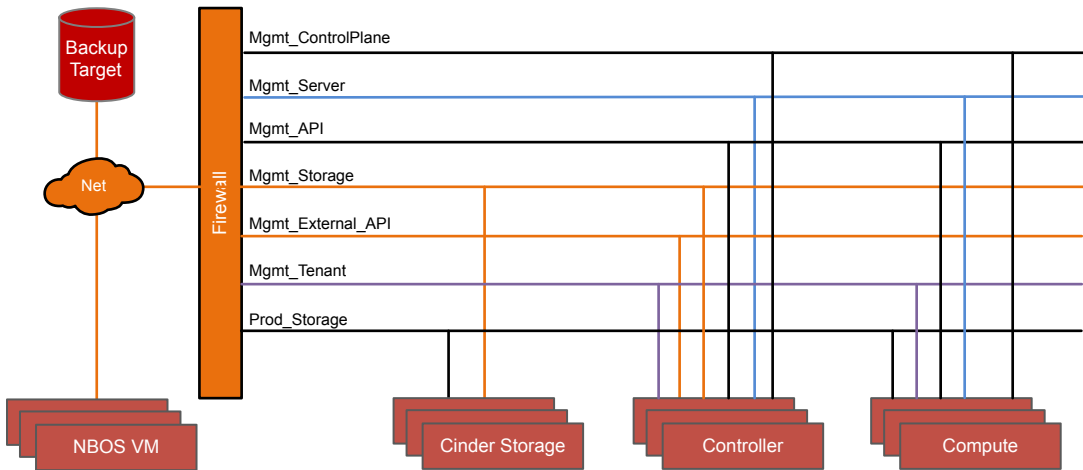 Backup
Target
Net
Firewall
Mgmt_ControlPlane
Mgmt_Server
Mgmt_API
Mgmt_Storage
Mgmt_External_API
Mgmt_Tenant
Prod_Storage
NBOS VM
Cinder Storage
Controller
Compute